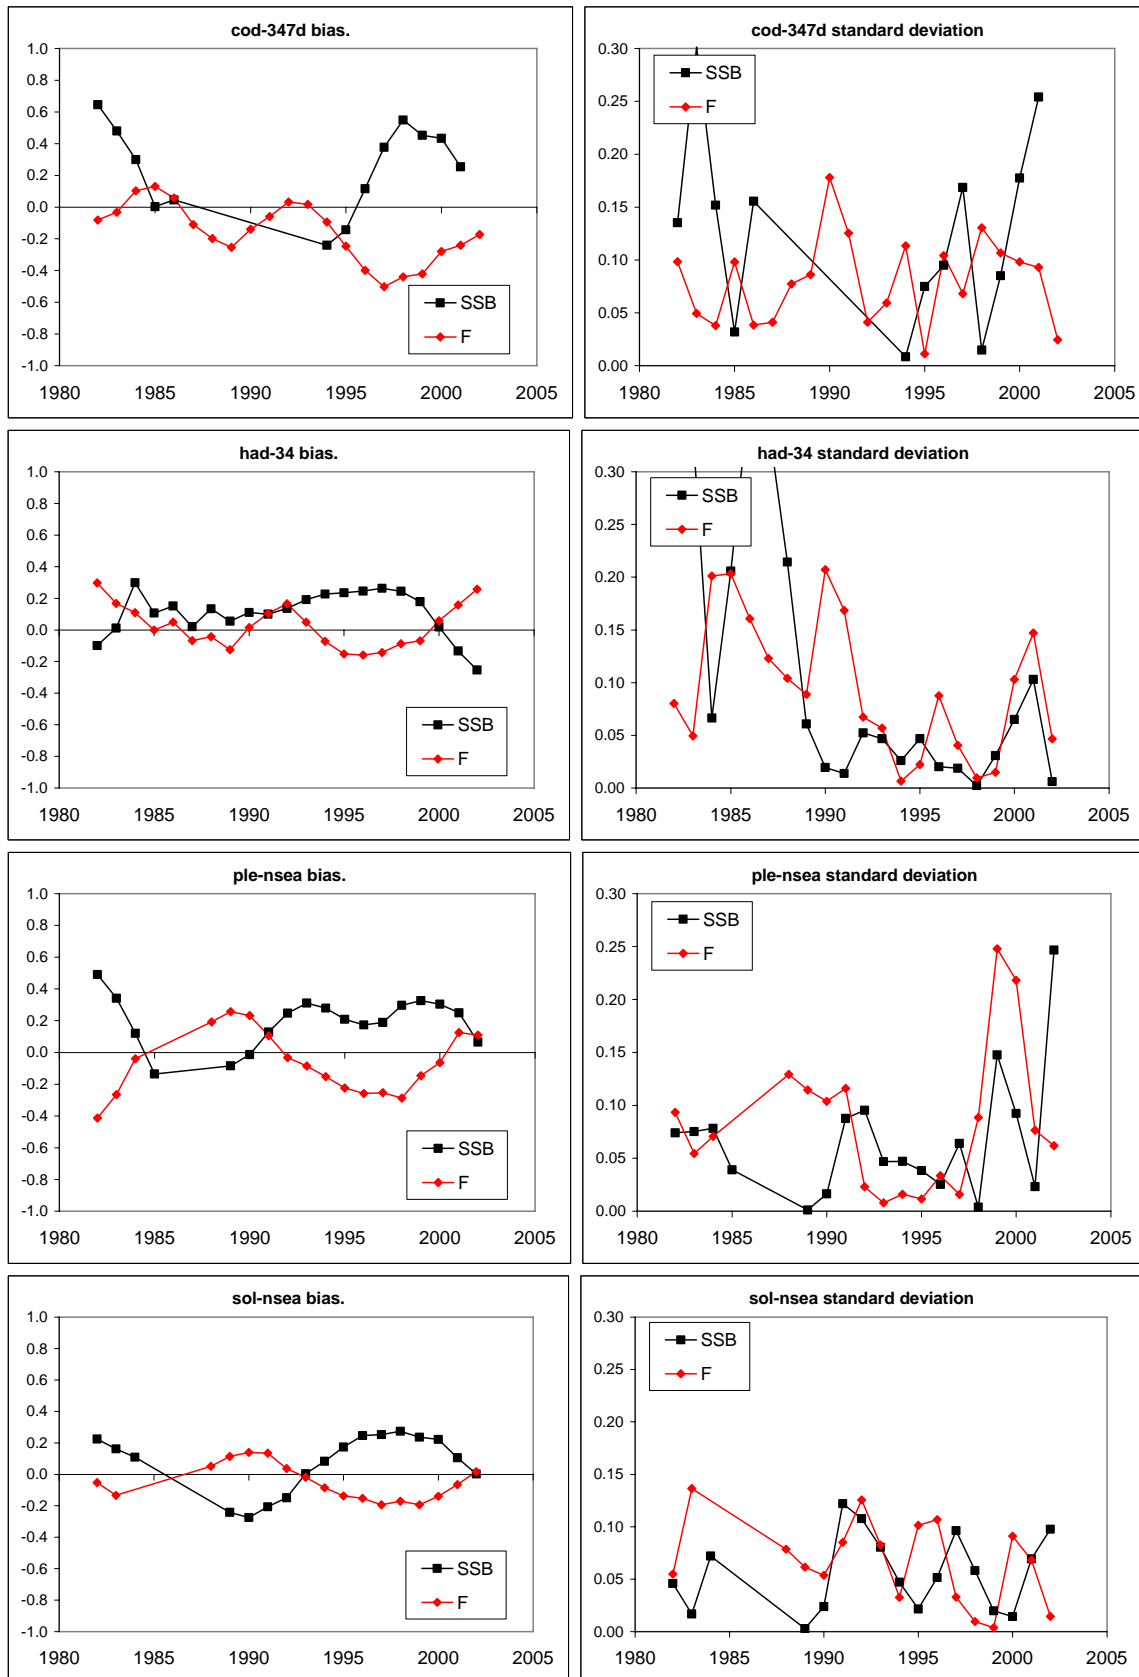 cod-347d bias.
1.0
0.8
0.6
0.4
0.2
0.0
-0.2
-0.4
-0.6
-0.8
-1.0
1980 1985 1990 1995 2000 2005
SSB
F
cod-347d standard deviation
0.30
0.25
0.20
0.15
0.10
0.05
0.00
1980 1985 1990 1995 2000 2005
SSB
F
had-34 bias.
1.0
0.8
0.6
0.4
0.2
0.0
-0.2
-0.4
-0.6
-0.8
-1.0
1980 1985 1990 1995 2000 2005
SSB
F
had-34 standard deviation
0.30
0.25
0.20
0.15
0.10
0.05
0.00
1980 1985 1990 1995 2000 2005
SSB
F
ple-nsea bias.
1.0
0.8
0.6
0.4
0.2
0.0
-0.2
-0.4
-0.6
-0.8
-1.0
1980 1985 1990 1995 2000 2005
SSB
F
ple-nsea standard deviation
0.30
0.25
0.20
0.15
0.10
0.05
0.00
1980 1985 1990 1995 2000 2005
SSB
F
sol-nsea bias.
1.0
0.8
0.6
0.4
0.2
0.0
-0.2
-0.4
-0.6
-0.8
-1.0
1980 1985 1990 1995 2000 2005
SSB
F
sol-nsea standard deviation
0.30
0.25
0.20
0.15
0.10
0.05
0.00
1980 1985 1990 1995 2000 2005
SSB
F